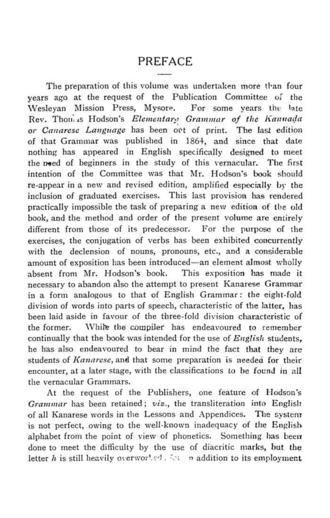 PREFACE
The preparation of this volume was undertaken more than four
years ago at the request of the Publication Committee of the
Wesleyan Mission Press, Mysore. For some years the late
Rev. Thomas Hodson's Elementary Grammar of the Kannada
or Canarese Language has been out of print. The last edition
of that Grammar was published in 1864, and since that date
nothing has appeared in English specifically designed to meet
the need of beginners in the study of this vernacular. The first
intention of the Committee was that Mr. Hodson's book should
re-appear in a new and revised edition, amplified especially by the
inclusion of graduated exercises. This last provision has rendered
practically impossible the task of preparing a new edition of the old
book, and the method and order of the present volume are entirely
different from those of its predecessor. For the purpose of the
exercises, the conjugation of verbs has been exhibited concurrently
with the declension of nouns, pronouns, etc., and a considerable
amount of exposition has been introduced—an element almost wholly
absent from Mr. Hodson's book. This exposition has made it
necessary to abandon also the attempt to present Kanarese Grammar
in a form analogous to that of English Grammar: the eight-fold
division of words into parts of speech, characteristic of the latter, has
been laid aside in favour of the three-fold division characteristic of
the former. While the compiler has endeavoured to remember
continually that the book was intended for the use of English students,
he has also endeavoured to bear in mind the fact that they are
students of Kanarese, and that some preparation is needed for their
encounter, at a later stage, with the classifications to be found in all
the vernacular Grammars.
At the request of the Publishers, one feature of Hodson's
Grammar has been retained; viz., the transliteration into English
of all Kanarese words in the Lessons and Appendices. The system
is not perfect, owing to the well-known inadequacy of the English
alphabet from the point of view of phonetics. Something has been
done to meet the difficulty by the use of diacritic marks, but the
letter h is still heavily overworked. addition to its employment